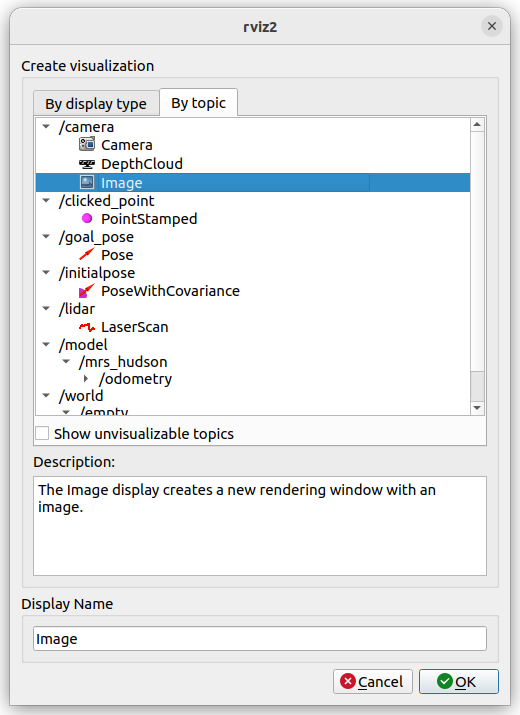 rviz2
Create visualization
By display type
By topic
/camera
Camera
DepthCloud
Image
/clicked_point
PointStamped
/goal_pose
Pose
/initialpose
PoseWithCovariance
/lidar
LaserScan
/model
/mrs_hudson
/odometry
/world
/empty
Show unvisualizable topics
Description:
The Image display creates a new rendering window with an
image.
Display Name
Image
Cancel
OK